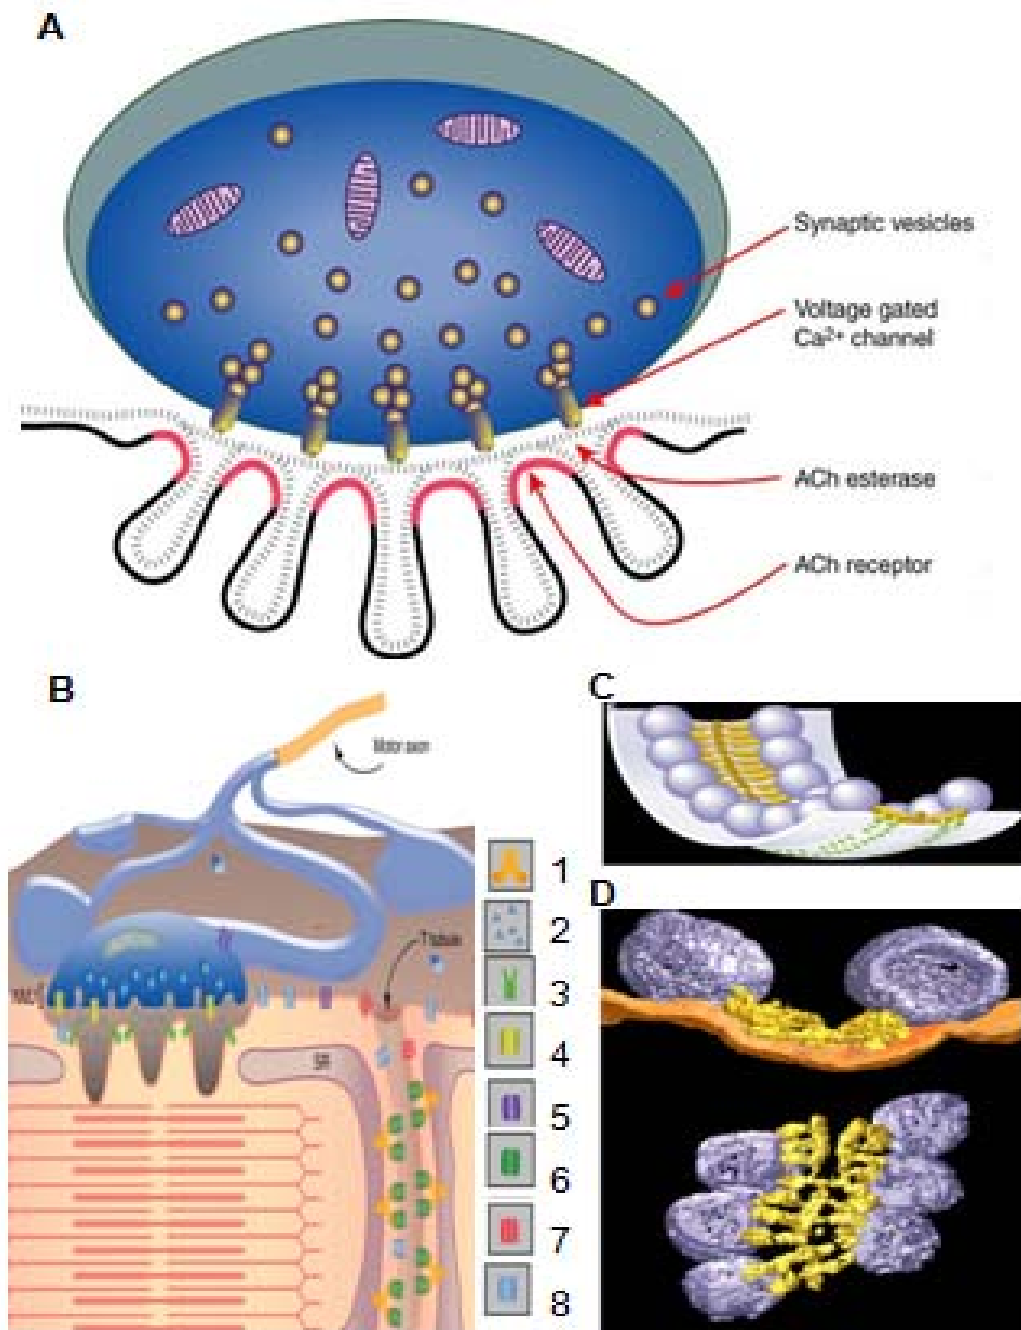 A
Synaptic vesicles
Voltage gated
Ca²⁺ channel
ACh esterase
ACh receptor
B
Motor axon
T tubule
SR
1
2
3
4
5
6
7
8
C
D